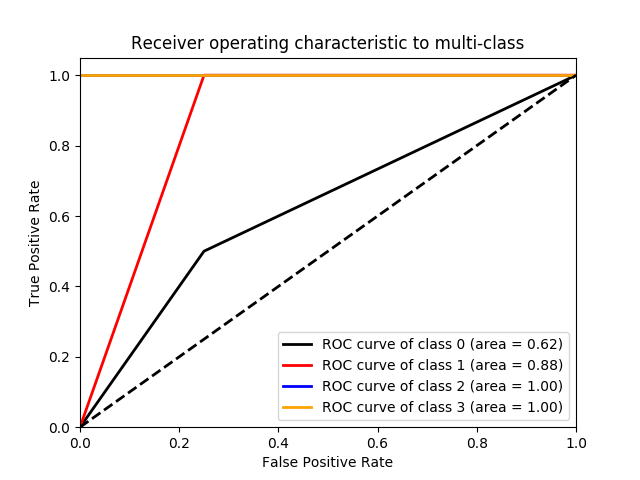 Receiver operating characteristic to multi-class
1.0
0.8
0.6
0.4
0.2
0.0
True Positive Rate
ROC curve of class 0 (area = 0.62)
ROC curve of class 1 (area = 0.88)
ROC curve of class 2 (area = 1.00)
ROC curve of class 3 (area = 1.00)
0.0 0.2 0.4 0.6 0.8 1.0
False Positive Rate